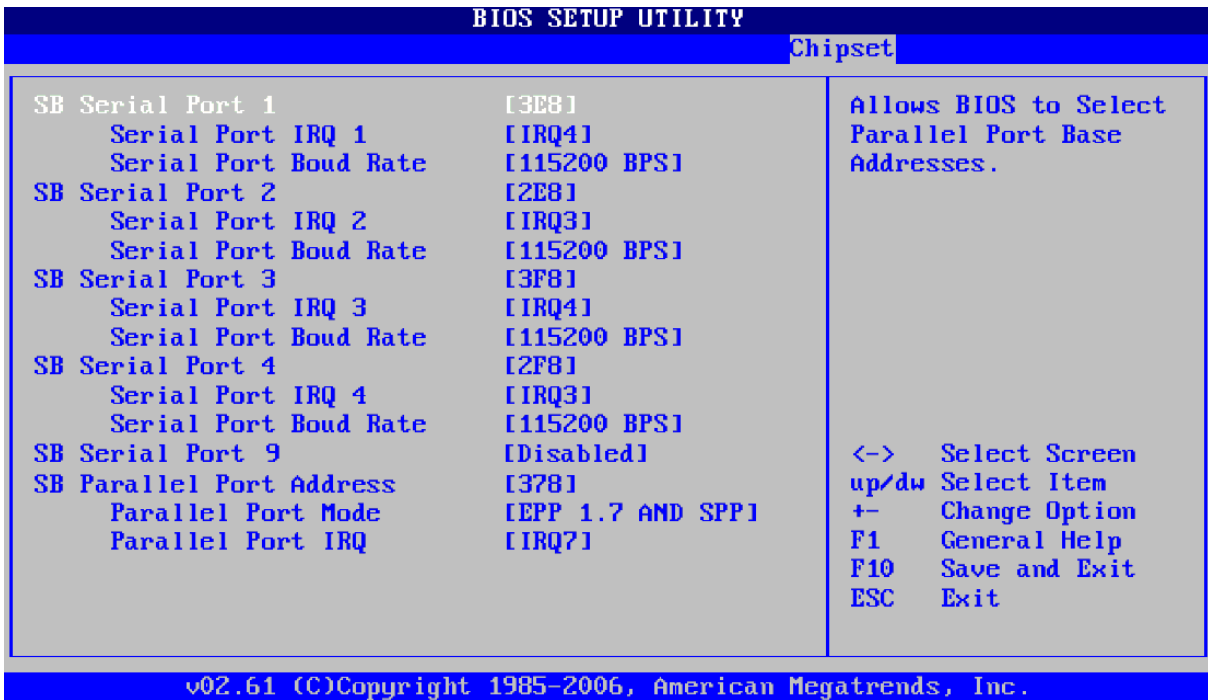 BIOS SETUP UTILITY
Chipset
SB Serial Port 1 [3E8]
Serial Port IRQ 1 [IRQ4]
Serial Port Boud Rate [115200 BPS]
SB Serial Port 2 [2E8]
Serial Port IRQ 2 [IRQ3]
Serial Port Boud Rate [115200 BPS]
SB Serial Port 3 [3F8]
Serial Port IRQ 3 [IRQ4]
Serial Port Boud Rate [115200 BPS]
SB Serial Port 4 [2F8]
Serial Port IRQ 4 [IRQ3]
Serial Port Boud Rate [115200 BPS]
SB Serial Port 9 [Disabled]
SB Parallel Port Address [378]
Parallel Port Mode [EPP 1.7 AND SPP]
Parallel Port IRQ [IRQ7]
Allows BIOS to Select
Parallel Port Base
Addresses.
<-> Select Screen
up/dw Select Item
+- Change Option
F1 General Help
F10 Save and Exit
ESC Exit
v02.61 (C)Copyright 1985-2006, American Megatrends, Inc.